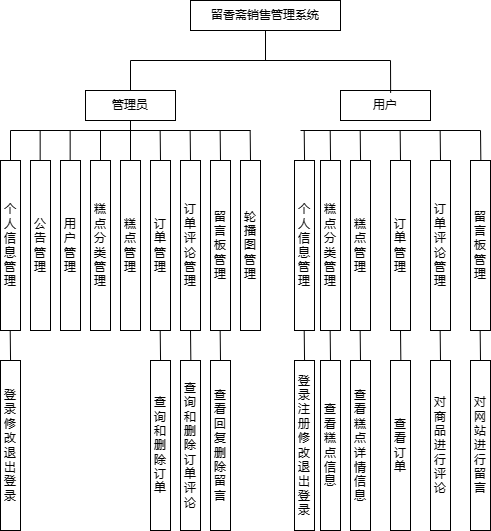 留香斋销售管理系统
管理员
用户
个人信息管理
公告管理
用户管理
糕点分类管理
糕点管理
订单管理
订单评论管理
留言板管理
轮播图管理
个人信息管理
糕点分类管理
糕点管理
订单管理
订单评论管理
留言板管理
登录修改退出登录
查询和删除订单
查询和删除订单评论
查看回复删除留言
登录注册修改退出登录
查看糕点信息
查看糕点详情信息
查看订单
对商品进行评论
对网站进行留言